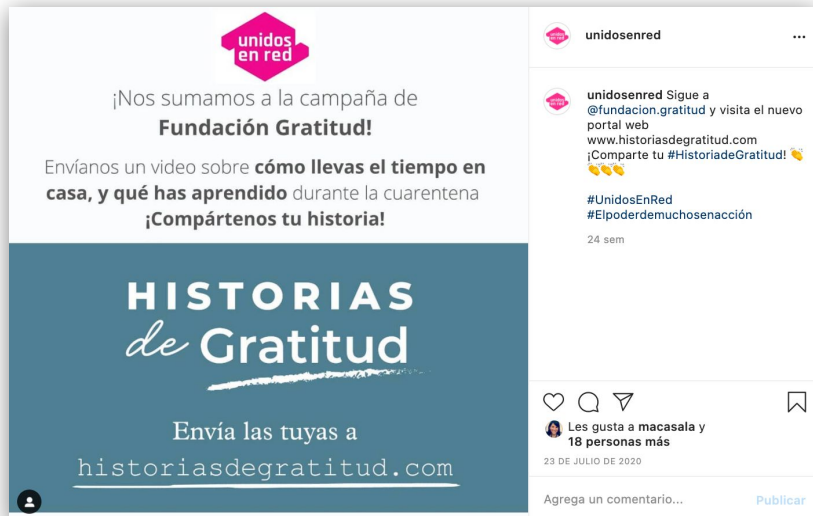 unidos
en red
¡Nos sumamos a la campaña de
Fundación Gratitud!
Envíanos un video sobre cómo llevas el tiempo en
casa, y qué has aprendido durante la cuarentena
¡Compártenos tu historia!
HISTORIAS
de Gratitud
Envía las tuyas a
historiasdegratitud.com
unidosenred
unidosenred Sigue a
@fundacion.gratitud y visita el nuevo
portal web
www.historiasdegratitud.com
¡Comparte tu #HistoriadeGratitud! 👏
👏👏👏
#UnidosEnRed
#Elpoderdemuchosenacción
24 sem
Les gusta a macasala y
18 personas más
23 DE JULIO DE 2020
Agrega un comentario... Publicar